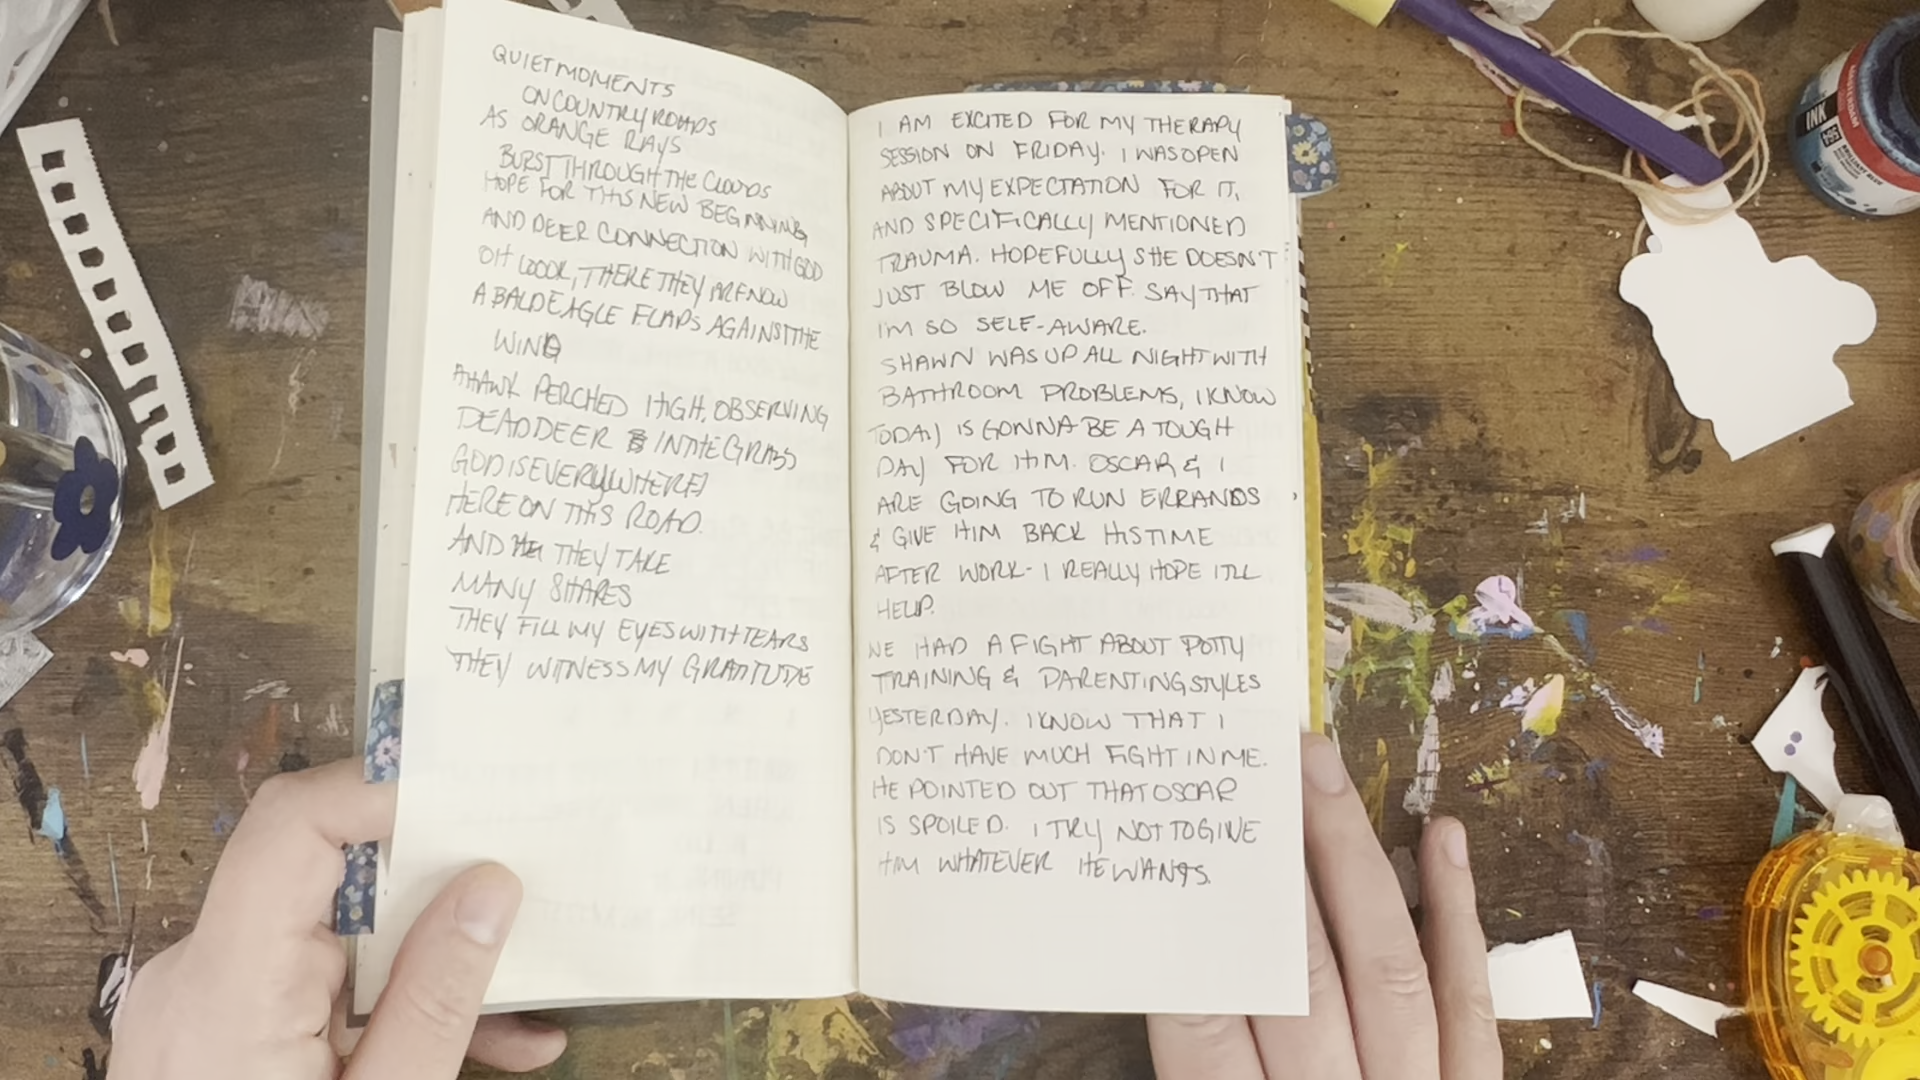 QUIET MOMENTS
ON COUNTRY ROADS
AS ORANGE RAYS
BURST THROUGH THE CLOUDS
HOPE FOR THIS NEW BEGINNING
AND DEER CONNECTION WITH GOD
OH LOOK, THERE THEY ARE NOW
A BALD EAGLE FLAPS AGAINST THE
WING
A HAWK PERCHED HIGH, OBSERVING
DEAD DEER IN THE GRASS
GOD IS EVERYWHERE
HERE ON THIS ROAD.
AND THEY TAKE
MANY SHAPES
THEY FILL MY EYES WITH TEARS
THEY WITNESS MY GRATITUDE
I AM EXCITED FOR MY THERAPY
SESSION ON FRIDAY. I WAS OPEN
ABOUT MY EXPECTATION FOR IT,
AND SPECIFICALLY MENTIONED
TRAUMA. HOPEFULLY SHE DOESN'T
JUST BLOW ME OFF. SAY THAT
I'M SO SELF-AWARE.
SHAWN WAS UP ALL NIGHT WITH
BATHROOM PROBLEMS, I KNOW
TODAY IS GONNA BE A TOUGH
DAY FOR HIM. OSCAR & I
ARE GOING TO RUN ERRANDS
& GIVE HIM BACK HIS TIME
AFTER WORK - I REALLY HOPE IT'LL
HELP.
WE HAD A FIGHT ABOUT POTTY
TRAINING & PARENTING STYLES
YESTERDAY. I KNOW THAT I
DON'T HAVE MUCH FIGHT IN ME.
HE POINTED OUT THAT OSCAR
IS SPOILED. I TRY NOT TO GIVE
HIM WHATEVER HE WANTS.
INK